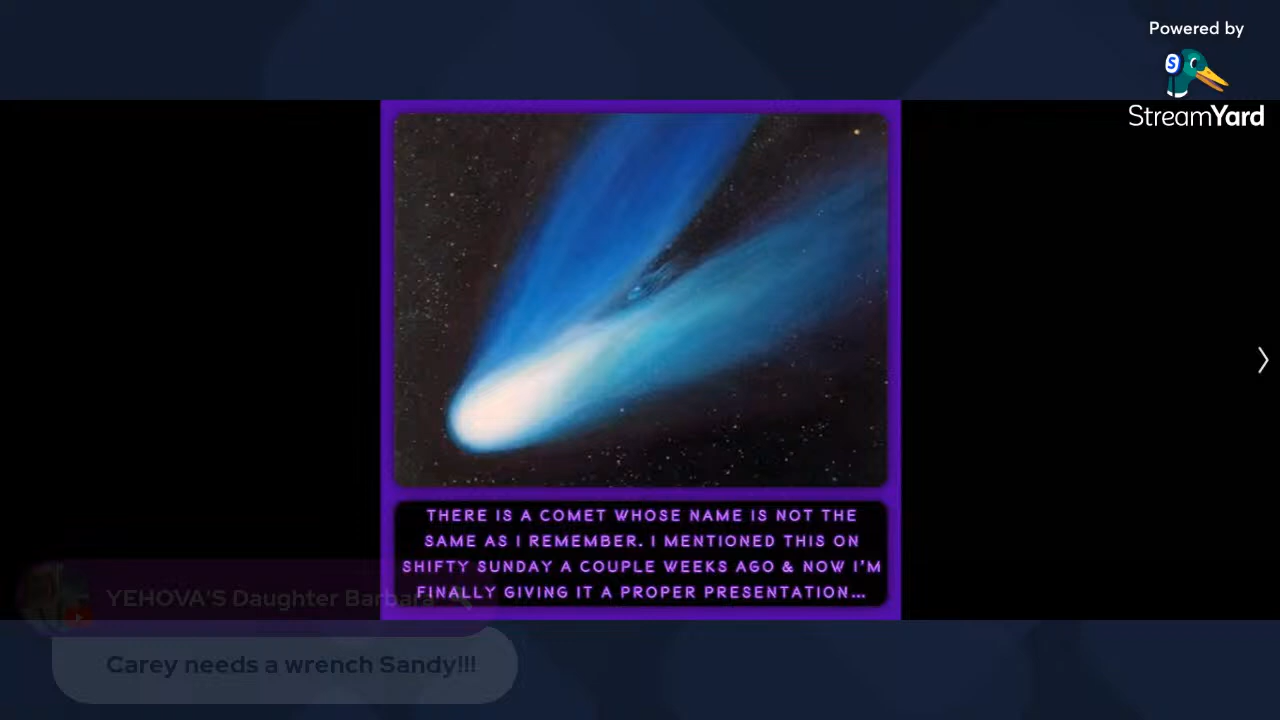 Powered by
StreamYard
THERE IS A COMET WHOSE NAME IS NOT THE
SAME AS I REMEMBER. I MENTIONED THIS ON
SHIFTY SUNDAY A COUPLE WEEKS AGO & NOW I'M
FINALLY GIVING IT A PROPER PRESENTATION...
YEHOVA'S Daughter Barbara
Carey needs a wrench Sandy!!!